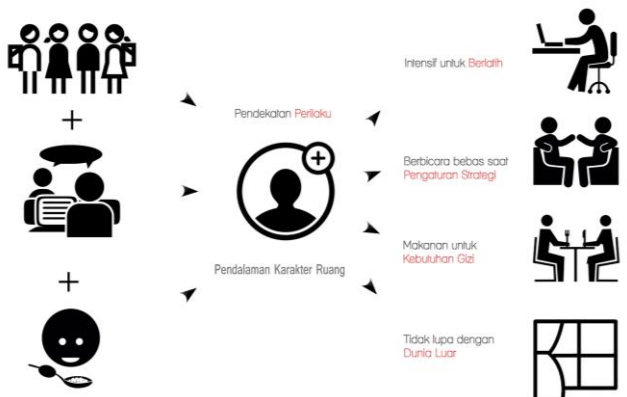 Pendekatan Perilaku
Pendalaman Karakter Ruang
Intensif untuk Berlatih
Berbicara bebas saat
Pengaturan Strategi
Makanan untuk
Kebutuhan Gizi
Tidak lupa dengan
Dunia Luar